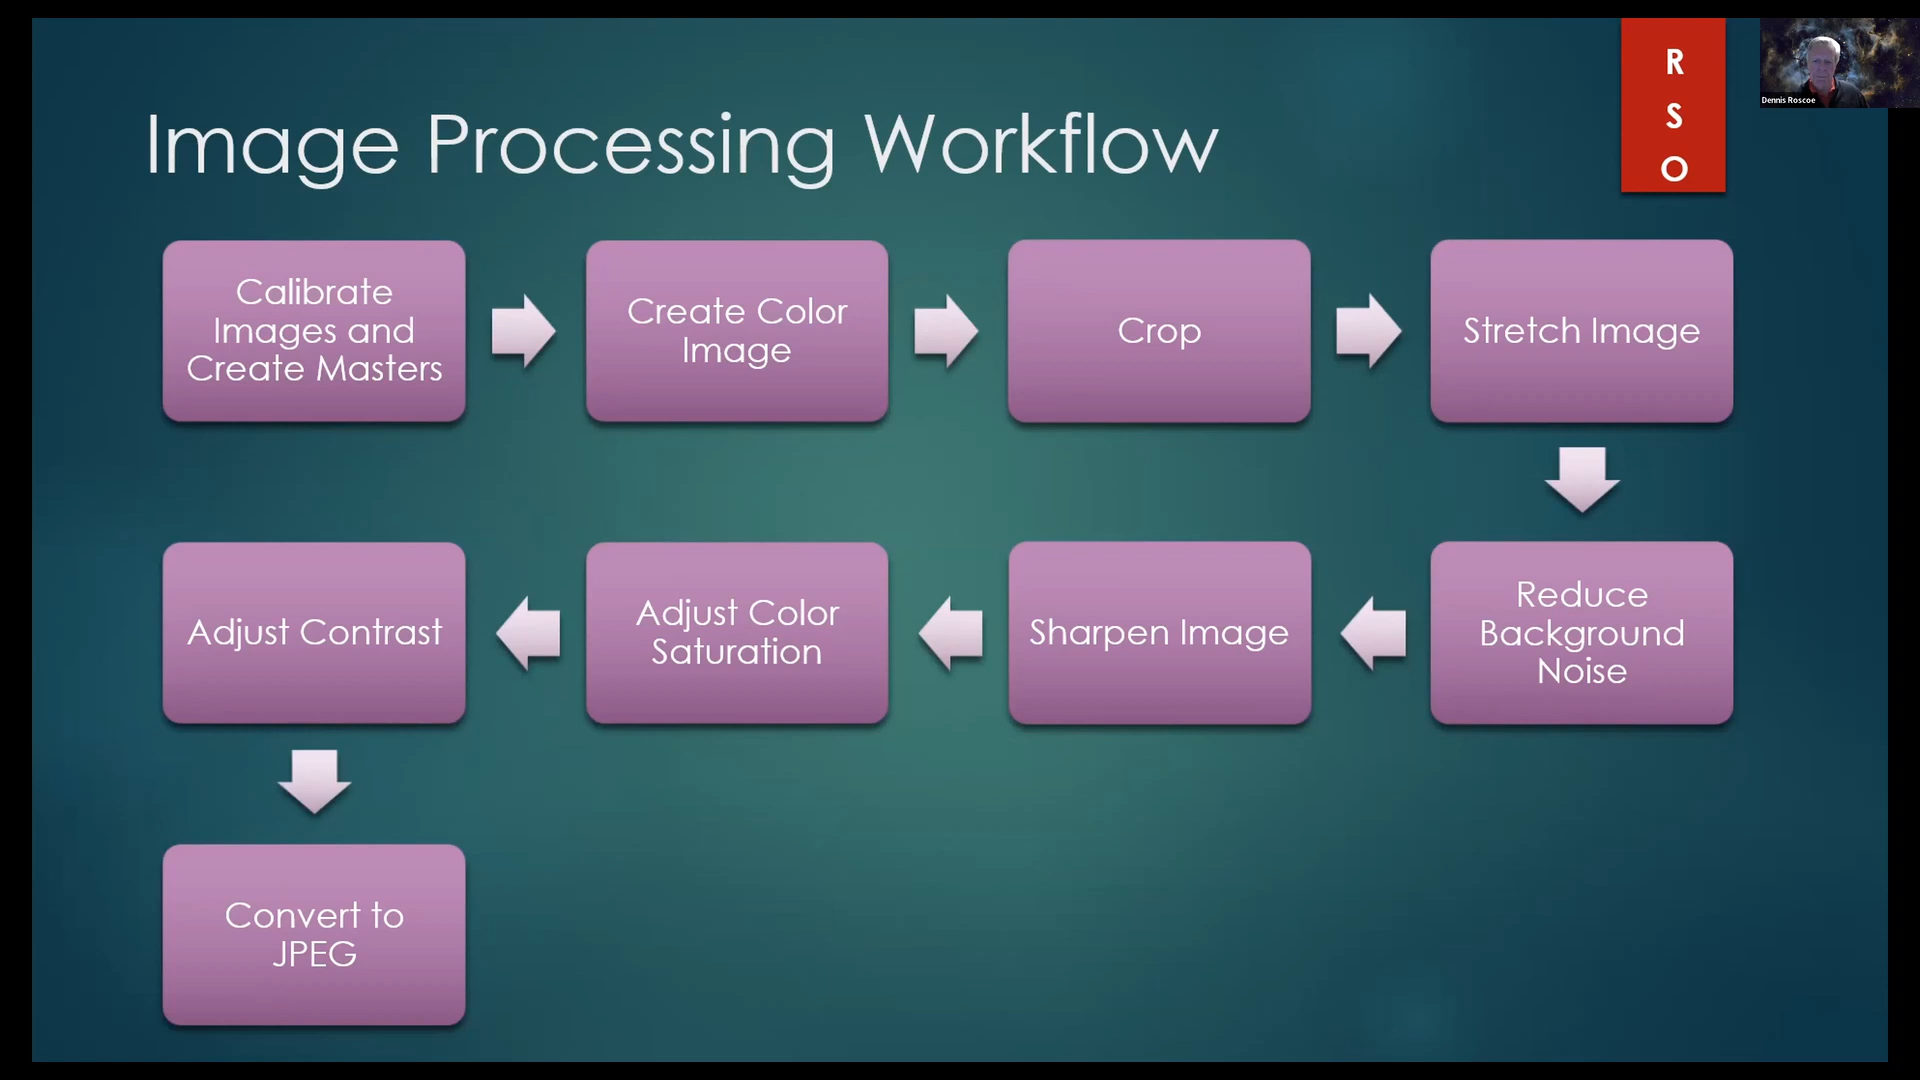 Image Processing Workflow
R
S
O
Dennis Roscoe
Calibrate
Images and
Create Masters
Create Color
Image
Crop
Stretch Image
Reduce
Background
Noise
Sharpen Image
Adjust Color
Saturation
Adjust Contrast
Convert to
JPEG